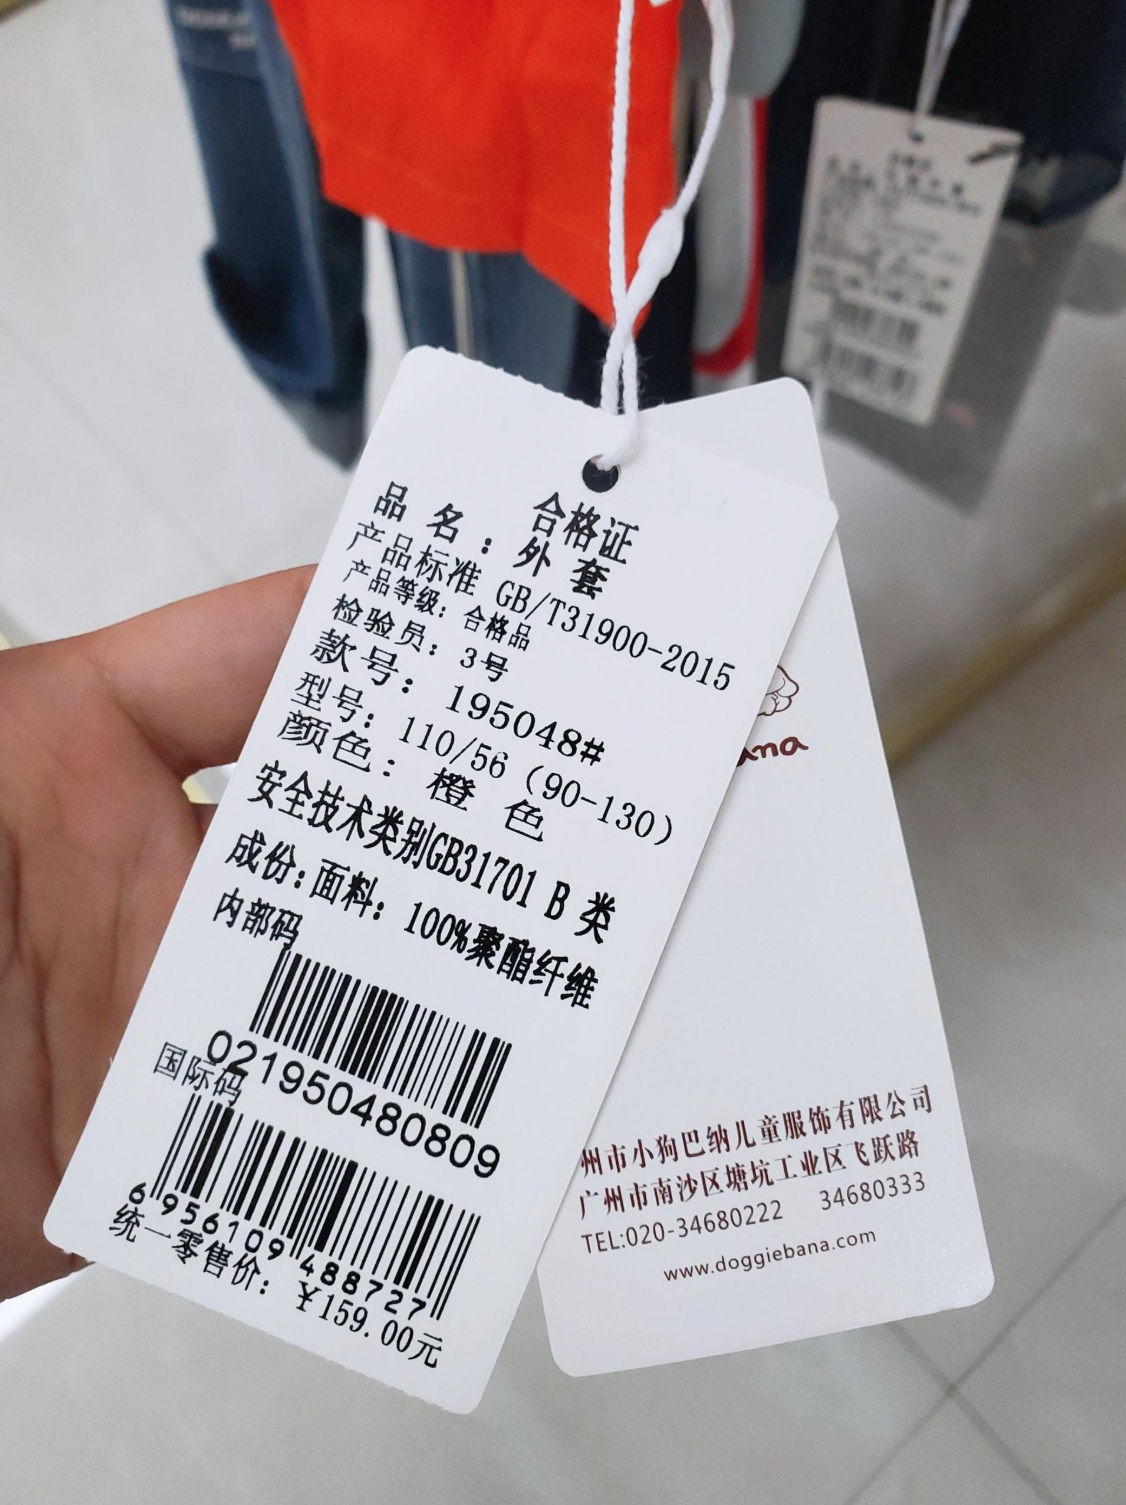 合格证
品 名：外 套
产品标准 GB/T31900-2015
产品等级：合格品
检验员：3号
款号：195048#
型号：110/56（90-130）
颜色：橙 色
安全技术类别GB31701 B 类
成份：面料：100%聚酯纤维
内部码
02195048080​9
国际码
6 956109 488727
统一零售价：￥159.00元
ana
州市小狗巴纳儿童服饰有限公司
广州市南沙区塘坑工业区飞跃路
TEL:020-34680222 34680333
www.doggiebana.com